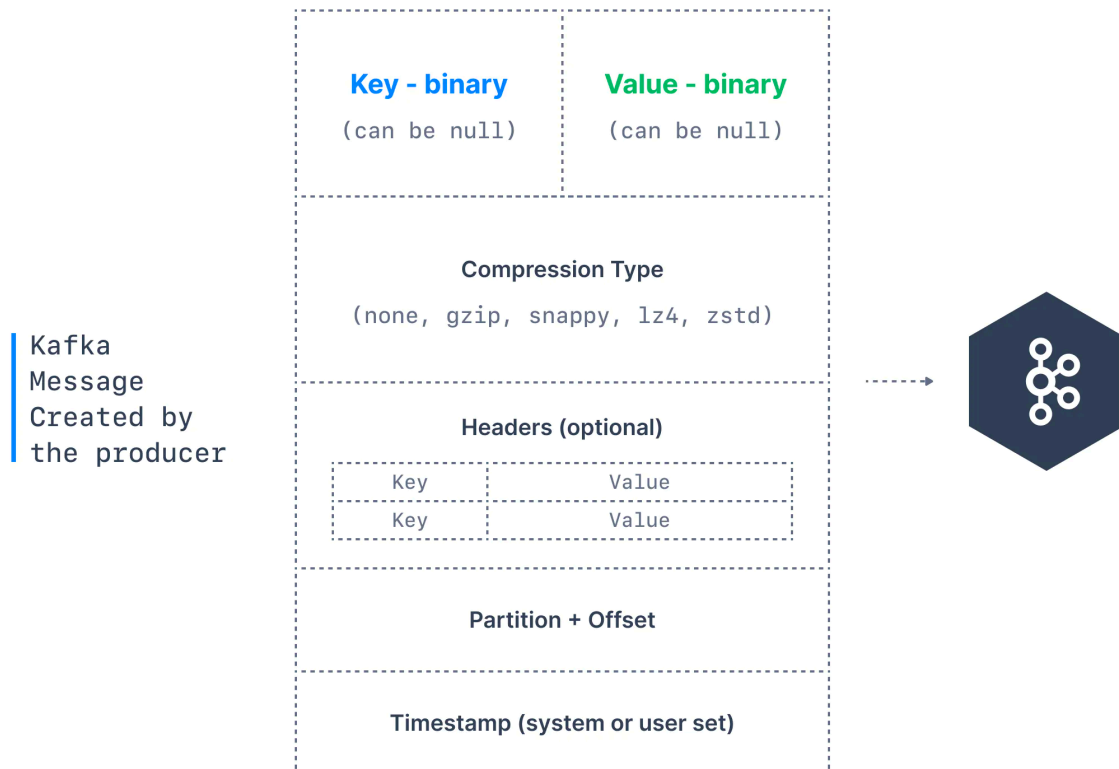 Key - binary
Value - binary
(can be null)
(can be null)
Compression Type
(none, gzip, snappy, lz4, zstd)
Kafka
Message
Created by
the producer
Headers (optional)
Key
Value
Key
Value
Partition + Offset
Timestamp (system or user set)